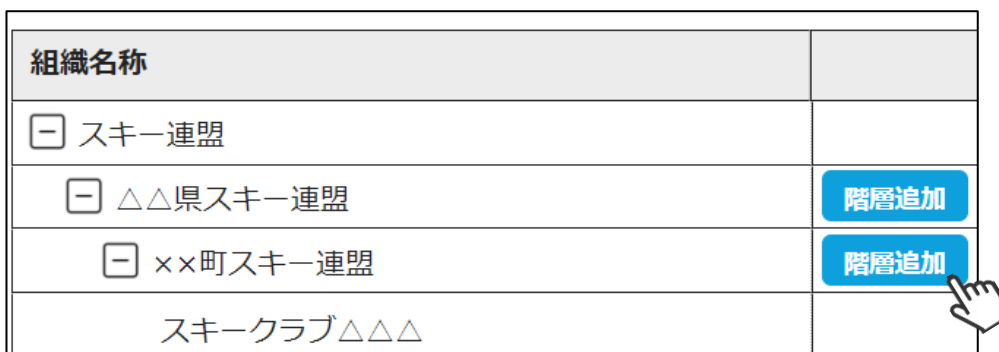 組織名称
スキー連盟
△△県スキー連盟 階層追加
××町スキー連盟 階層追加
スキークラブ△△△